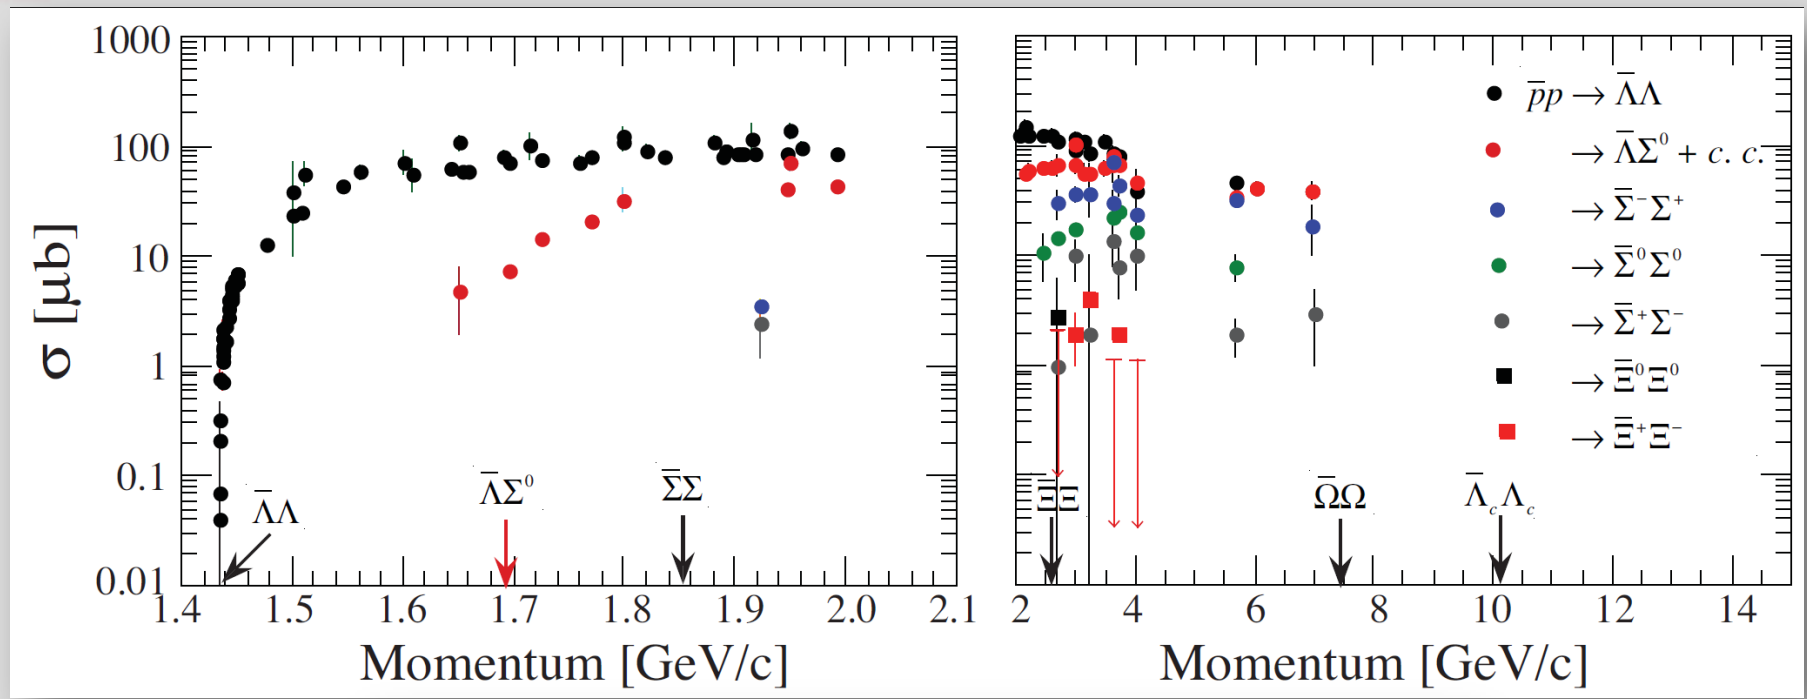 1000
100
10
1
0.1
0.01
σ [μb]
Λ̅Λ
Λ̅Σ⁰
Σ̅Σ
1.4 1.5 1.6 1.7 1.8 1.9 2.0 2.1
Momentum [GeV/c]
p̅p → Λ̅Λ
→ Λ̅Σ⁰ + c. c.
→ Σ̅⁻Σ⁺
→ Σ̅⁰Σ⁰
→ Σ̅⁺Σ⁻
→ Ξ̅⁰Ξ⁰
→ Ξ̅⁺Ξ⁻
Ξ̅Ξ
Ω̅Ω
Λ̅cΛc
2 4 6 8 10 12 14
Momentum [GeV/c]